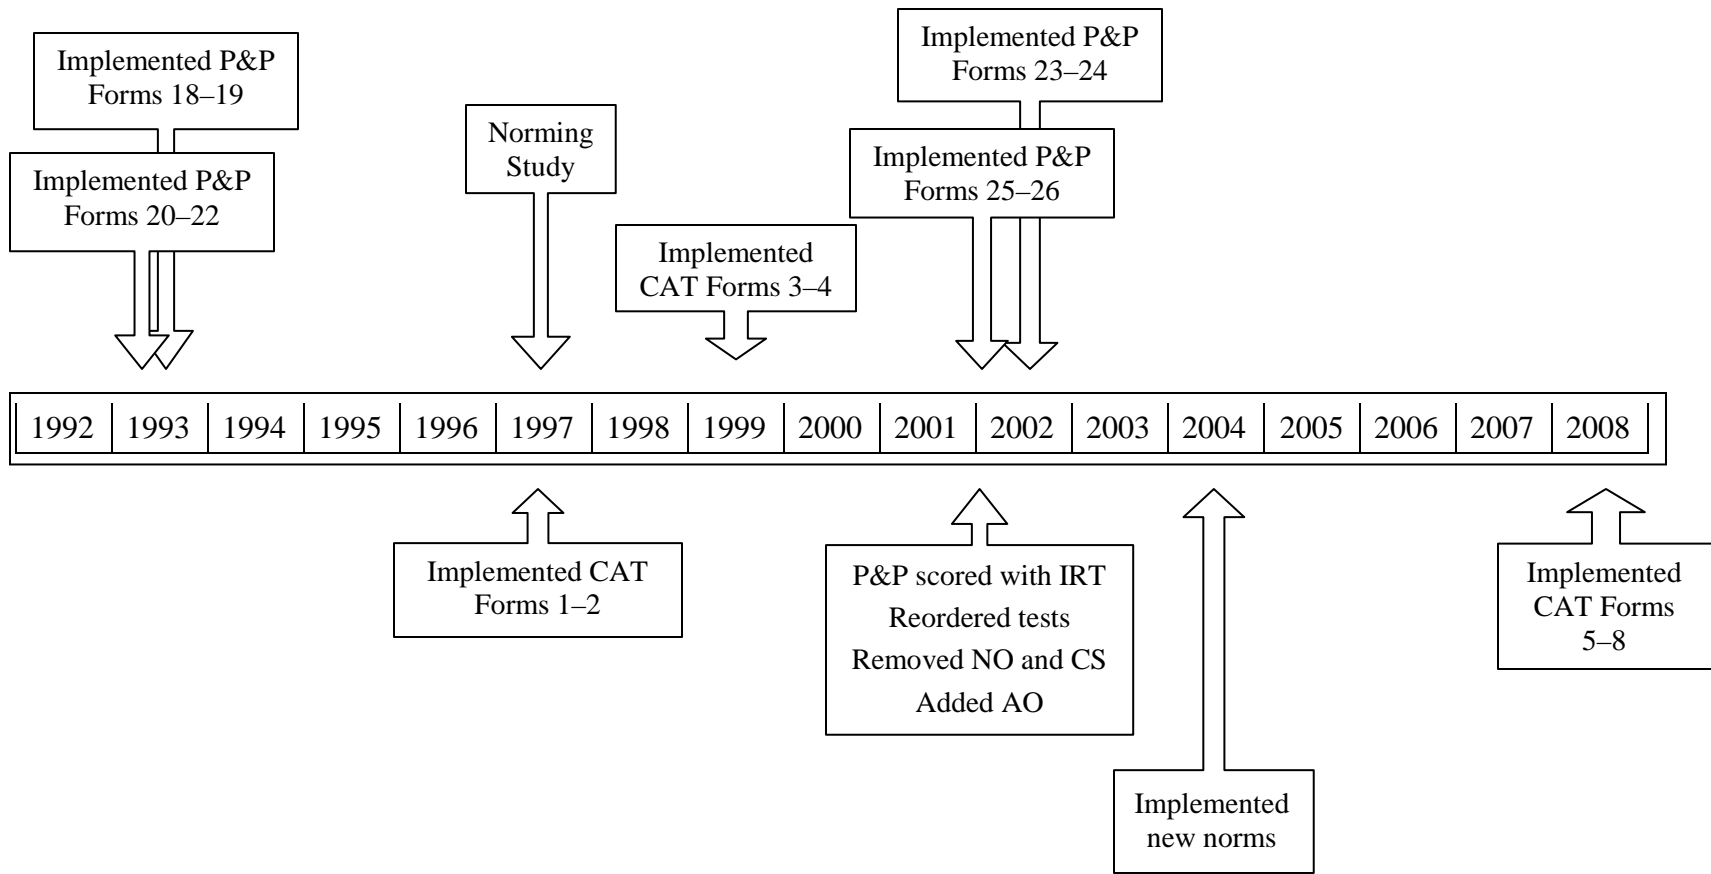 Implemented P&P
Forms 18–19
Implemented P&P
Forms 20–22
Norming
Study
Implemented
CAT Forms 3–4
Implemented P&P
Forms 23–24
Implemented P&P
Forms 25–26
1992 1993 1994 1995 1996 1997 1998 1999 2000 2001 2002 2003 2004 2005 2006 2007 2008
Implemented CAT
Forms 1–2
P&P scored with IRT
Reordered tests
Removed NO and CS
Added AO
Implemented
new norms
Implemented
CAT Forms
5–8